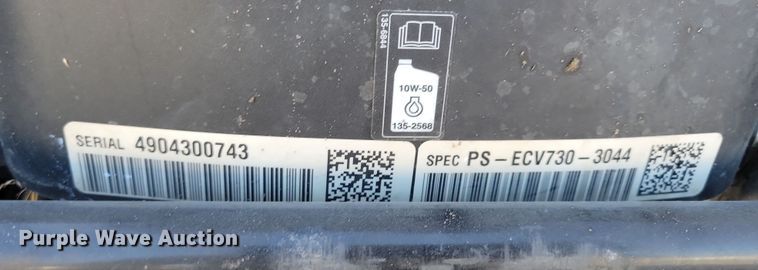 135-6844
10W-50
135-2568
SERIAL 4904300743
SPEC PS-ECV730-3044
Purple Wave Auction